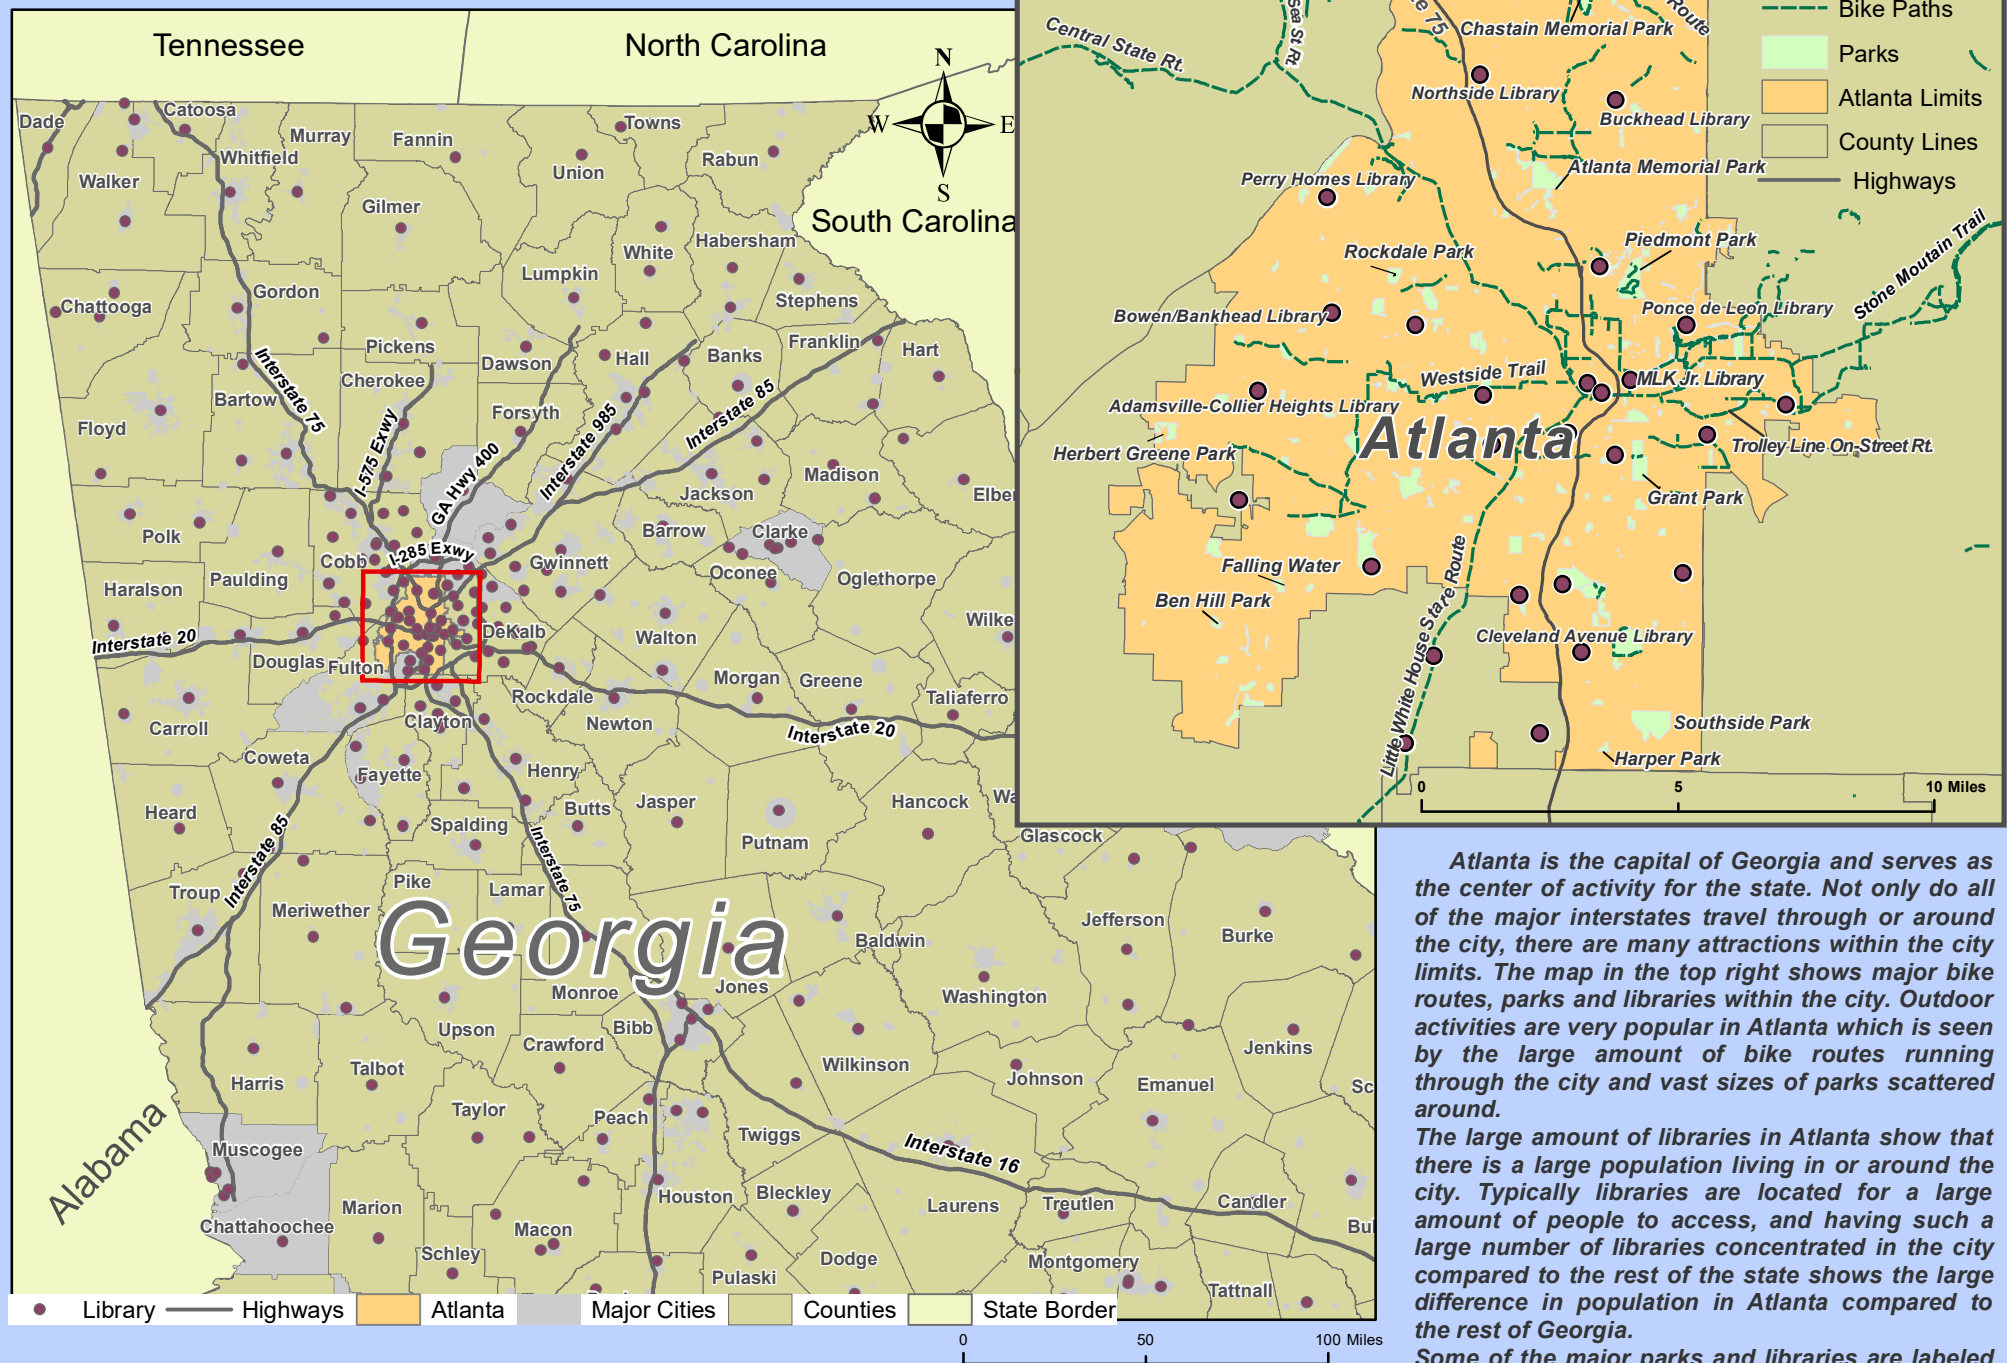 Tennessee
North Carolina
South Carolina
Alabama
Georgia
N
W
E
S
Dade
Catoosa
Walker
Whitfield
Murray
Fannin
Towns
Union
Rabun
Gilmer
White
Habersham
Lumpkin
Stephens
Chattooga
Gordon
Pickens
Dawson
Hall
Banks
Franklin
Hart
Cherokee
Bartow
Floyd
Forsyth
Interstate 75
I-575 Exwy
GA Hwy 400
Interstate 985
Interstate 85
Madison
Jackson
Elber
Polk
Barrow
Clarke
Cobb
I-285 Exwy
Gwinnett
Oconee
Oglethorpe
Haralson
Paulding
Interstate 20
DeKalb
Walton
Wilke
Douglas
Fulton
Rockdale
Morgan
Greene
Taliaferro
Carroll
Clayton
Newton
Interstate 20
Coweta
Fayette
Henry
Heard
Interstate 85
Spalding
Butts
Jasper
Putnam
Hancock
Wa
Glascock
Interstate 75
Troup
Meriwether
Pike
Lamar
Baldwin
Jefferson
Burke
Monroe
Jones
Washington
Upson
Bibb
Crawford
Wilkinson
Johnson
Jenkins
Harris
Talbot
Emanuel
Sc
Taylor
Peach
Twiggs
Interstate 16
Muscogee
Marion
Houston
Bleckley
Laurens
Treutlen
Candler
Bul
Chattahoochee
Schley
Macon
Pulaski
Dodge
Montgomery
Tattnall
Library
Highways
Atlanta
Major Cities
Counties
State Border
0 50 100 Miles
Central State Rt.
Sea St Rt.
75
Route
Chastain Memorial Park
Northside Library
Buckhead Library
Atlanta Memorial Park
Perry Homes Library
Rockdale Park
Piedmont Park
Stone Moutain Trail
Bowen/Bankhead Library
Ponce de Leon Library
Westside Trail
MLK Jr. Library
Adamsville-Collier Heights Library
Atlanta
Trolley Line On-Street Rt.
Herbert Greene Park
Grant Park
Falling Water
Ben Hill Park
Little White House Stare Route
Cleveland Avenue Library
Southside Park
Harper Park
0 5 10 Miles
Bike Paths
Parks
Atlanta Limits
County Lines
Highways
Atlanta is the capital of Georgia and serves as
the center of activity for the state. Not only do all
of the major interstates travel through or around
the city, there are many attractions within the city
limits. The map in the top right shows major bike
routes, parks and libraries within the city. Outdoor
activities are very popular in Atlanta which is seen
by the large amount of bike routes running
through the city and vast sizes of parks scattered
around.
The large amount of libraries in Atlanta show that
there is a large population living in or around the
city. Typically libraries are located for a large
amount of people to access, and having such a
large number of libraries concentrated in the city
compared to the rest of the state shows the large
difference in population in Atlanta compared to
the rest of Georgia.
Some of the major parks and libraries are labeled